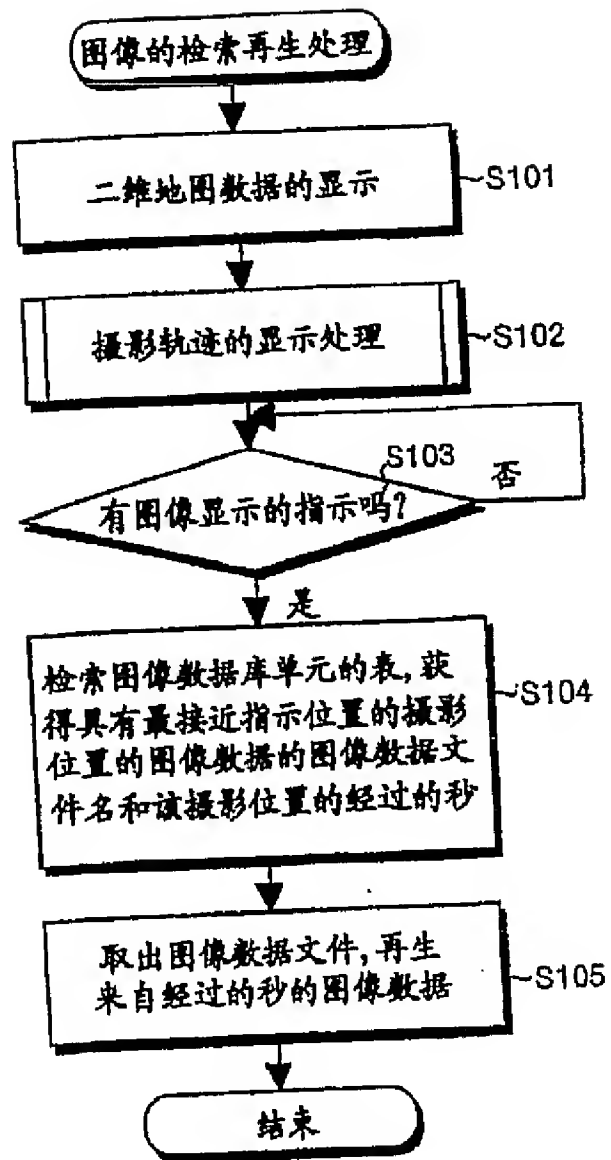 图像的检索再生处理
二维地图数据的显示
~S101
摄影轨迹的显示处理
~S102
S103
否
有图像显示的指示吗?
是
检索图像数据库单元的表,获
得具有最接近指示位置的摄影
位置的图像数据的图像数据文
件名和该摄影位置的经过的秒
~S104
取出图像数据文件,再生
来自经过的秒的图像数据
~S105
结束